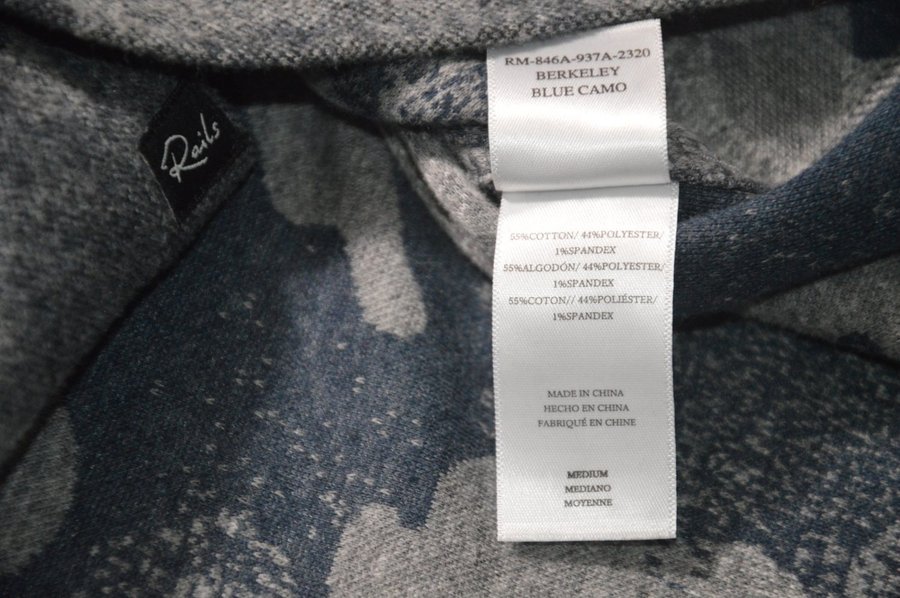 Rails
RM-846A-937A-2320
BERKELEY
BLUE CAMO
55%COTTON/ 44%POLYESTER/
1%SPANDEX
55%ALGODÓN/ 44%POLYESTER/
1%SPANDEX
55%COTON// 44%POLIÉSTER/
1%SPANDEX
MADE IN CHINA
HECHO EN CHINA
FABRIQUÉ EN CHINE
MEDIUM
MEDIANO
MOYENNE